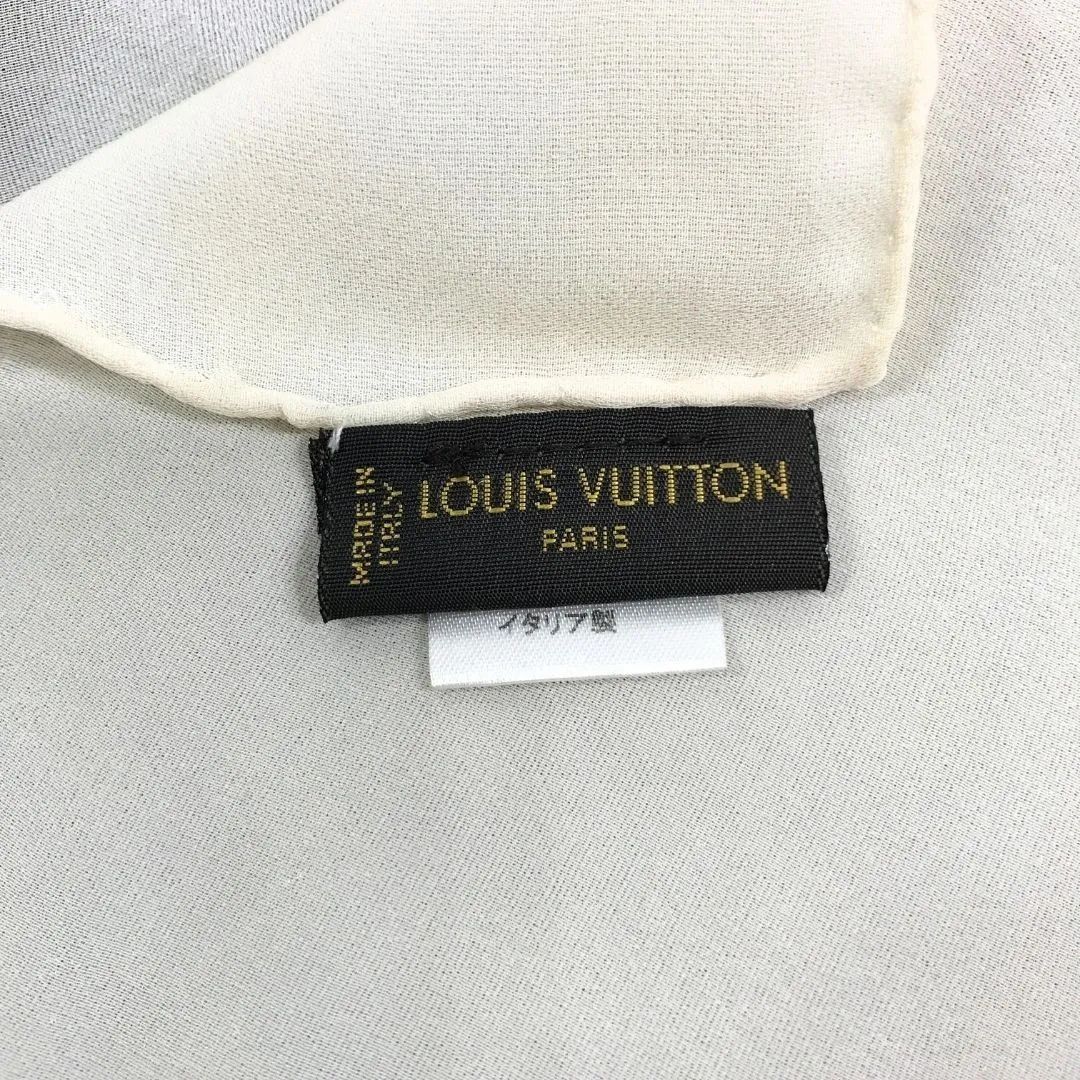 MADE IN
ITALY
LOUIS VUITTON
PARIS
イタリア製